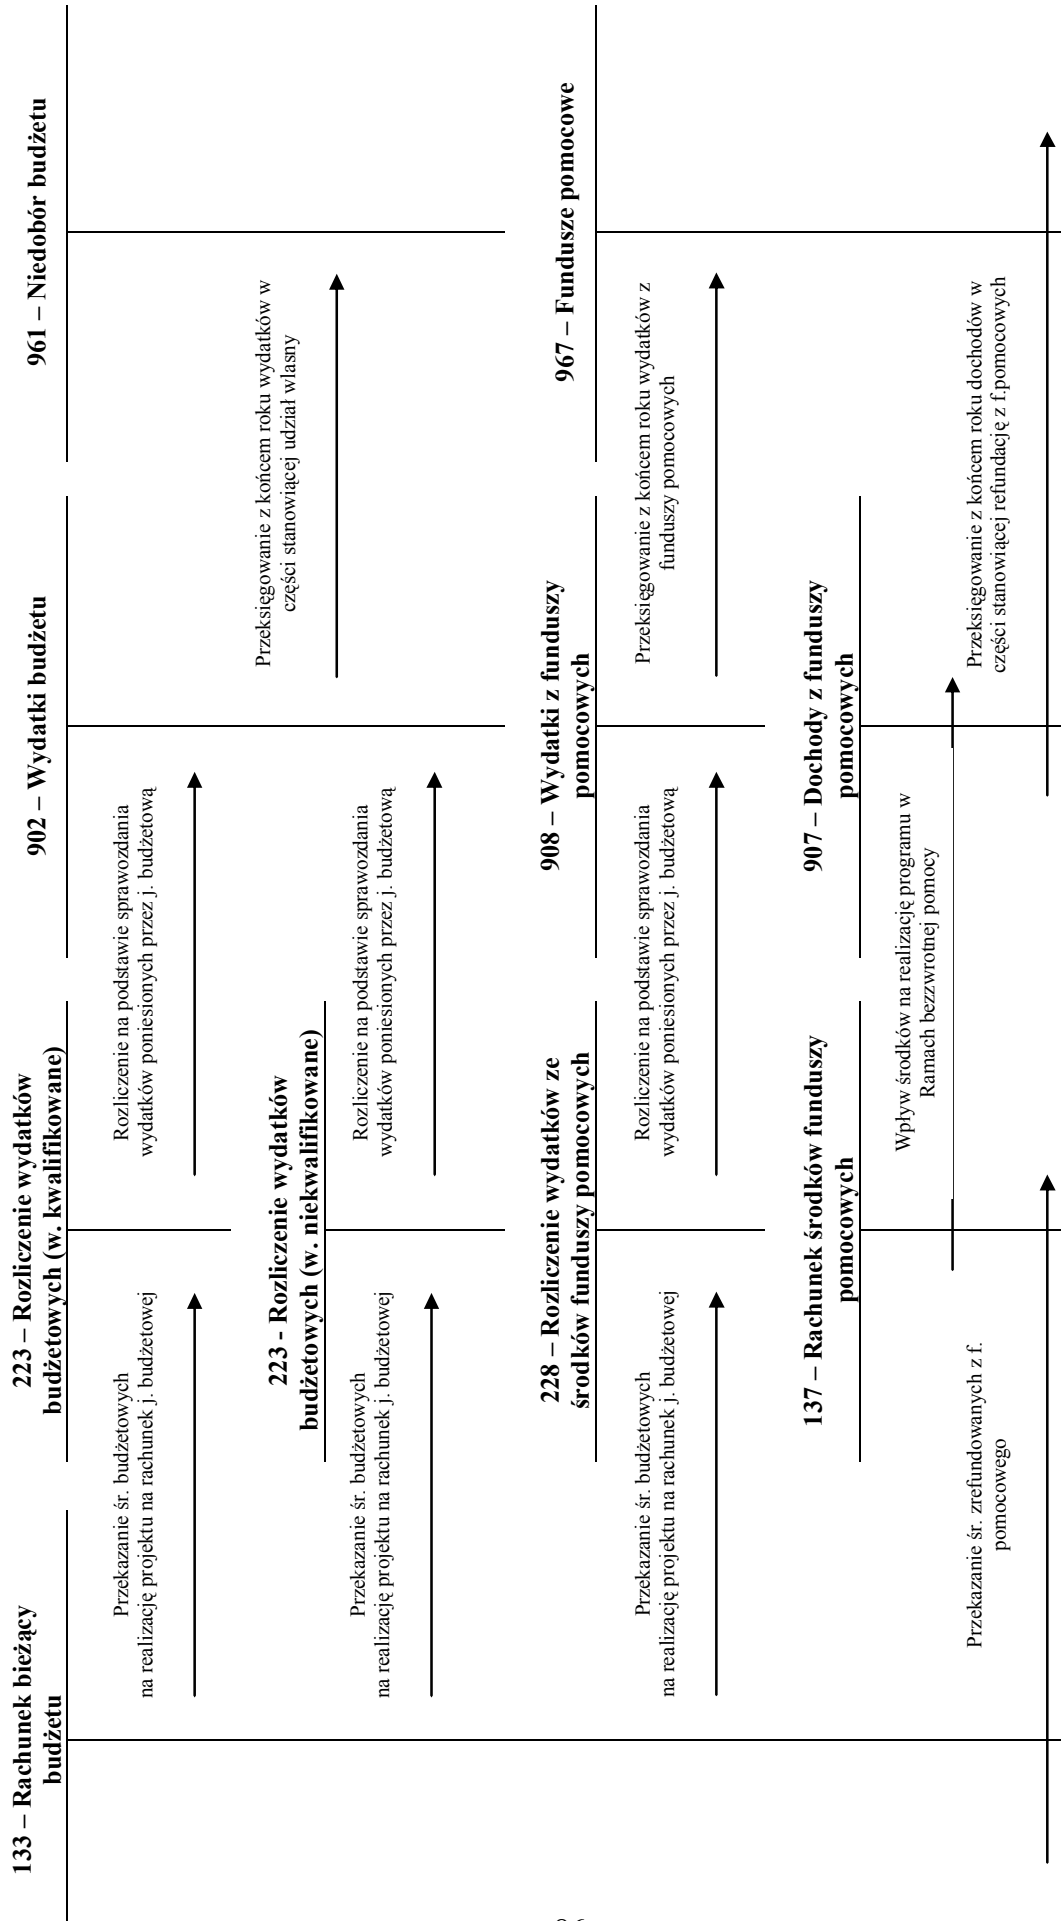 133 – Rachunek bieżący
budżetu
223 – Rozliczenie wydatków
budżetowych (w. kwalifikowane)
902 – Wydatki budżetu
961 – Niedobór budżetu
Przekazanie śr. budżetowych
na realizację projektu na rachunek j. budżetowej
Rozliczenie na podstawie sprawozdania
wydatków poniesionych przez j. budżetową
223 - Rozliczenie wydatków
budżetowych (w. niekwalifikowane)
Przeksięgowanie z końcem roku wydatków w
części stanowiącej udział wlasny
Przekazanie śr. budżetowych
na realizację projektu na rachunek j. budżetowej
Rozliczenie na podstawie sprawozdania
wydatków poniesionych przez j. budżetową
228 – Rozliczenie wydatków ze
środków funduszy pomocowych
908 – Wydatki z funduszy
pomocowych
967 – Fundusze pomocowe
Przekazanie śr. budżetowych
na realizację projektu na rachunek j. budżetowej
Rozliczenie na podstawie sprawozdania
wydatków poniesionych przez j. budżetową
Przeksięgowanie z końcem roku wydatków z
funduszy pomocowych
137 – Rachunek środków funduszy
pomocowych
907 – Dochody z funduszy
pomocowych
Wpływ środków na realizację programu w
Ramach bezzwrotnej pomocy
Przekazanie śr. zrefundowanych z f.
pomocowego
Przeksięgowanie z końcem roku dochodów w
części stanowiącej refundację z f.pomocowych